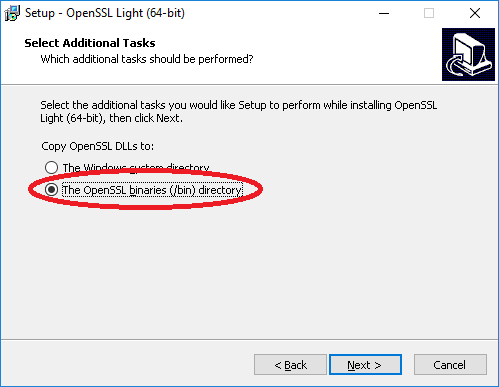 Setup - OpenSSL Light (64-bit)
Select Additional Tasks
Which additional tasks should be performed?
Select the additional tasks you would like Setup to perform while installing OpenSSL
Light (64-bit), then click Next.
Copy OpenSSL DLLs to:
The Windows system directory
The OpenSSL binaries (/bin) directory
< Back
Next >
Cancel